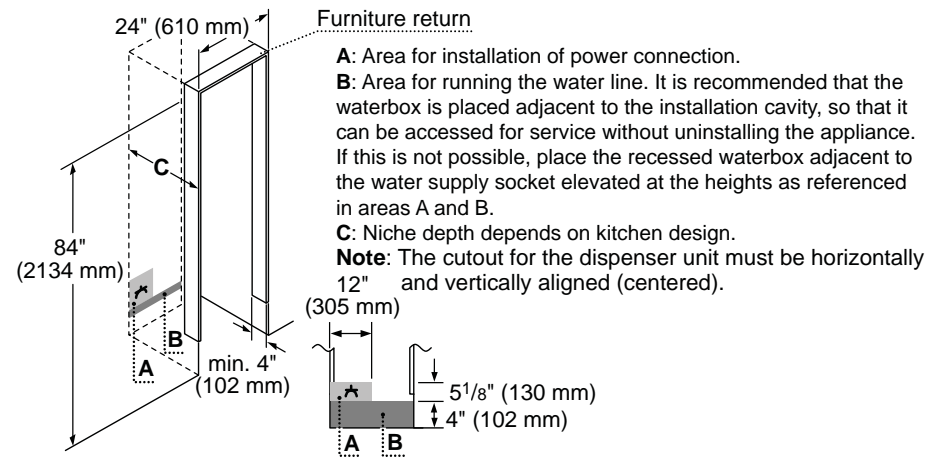 24" (610 mm)
Furniture return
A: Area for installation of power connection.
B: Area for running the water line. It is recommended that the
waterbox is placed adjacent to the installation cavity, so that it
can be accessed for service without uninstalling the appliance.
If this is not possible, place the recessed waterbox adjacent to
the water supply socket elevated at the heights as referenced
in areas A and B.
C: Niche depth depends on kitchen design.
Note: The cutout for the dispenser unit must be horizontally
and vertically aligned (centered).
C
84"
(2134 mm)
A
B
min. 4"
(102 mm)
12"
(305 mm)
5 1/8" (130 mm)
4" (102 mm)
A
B